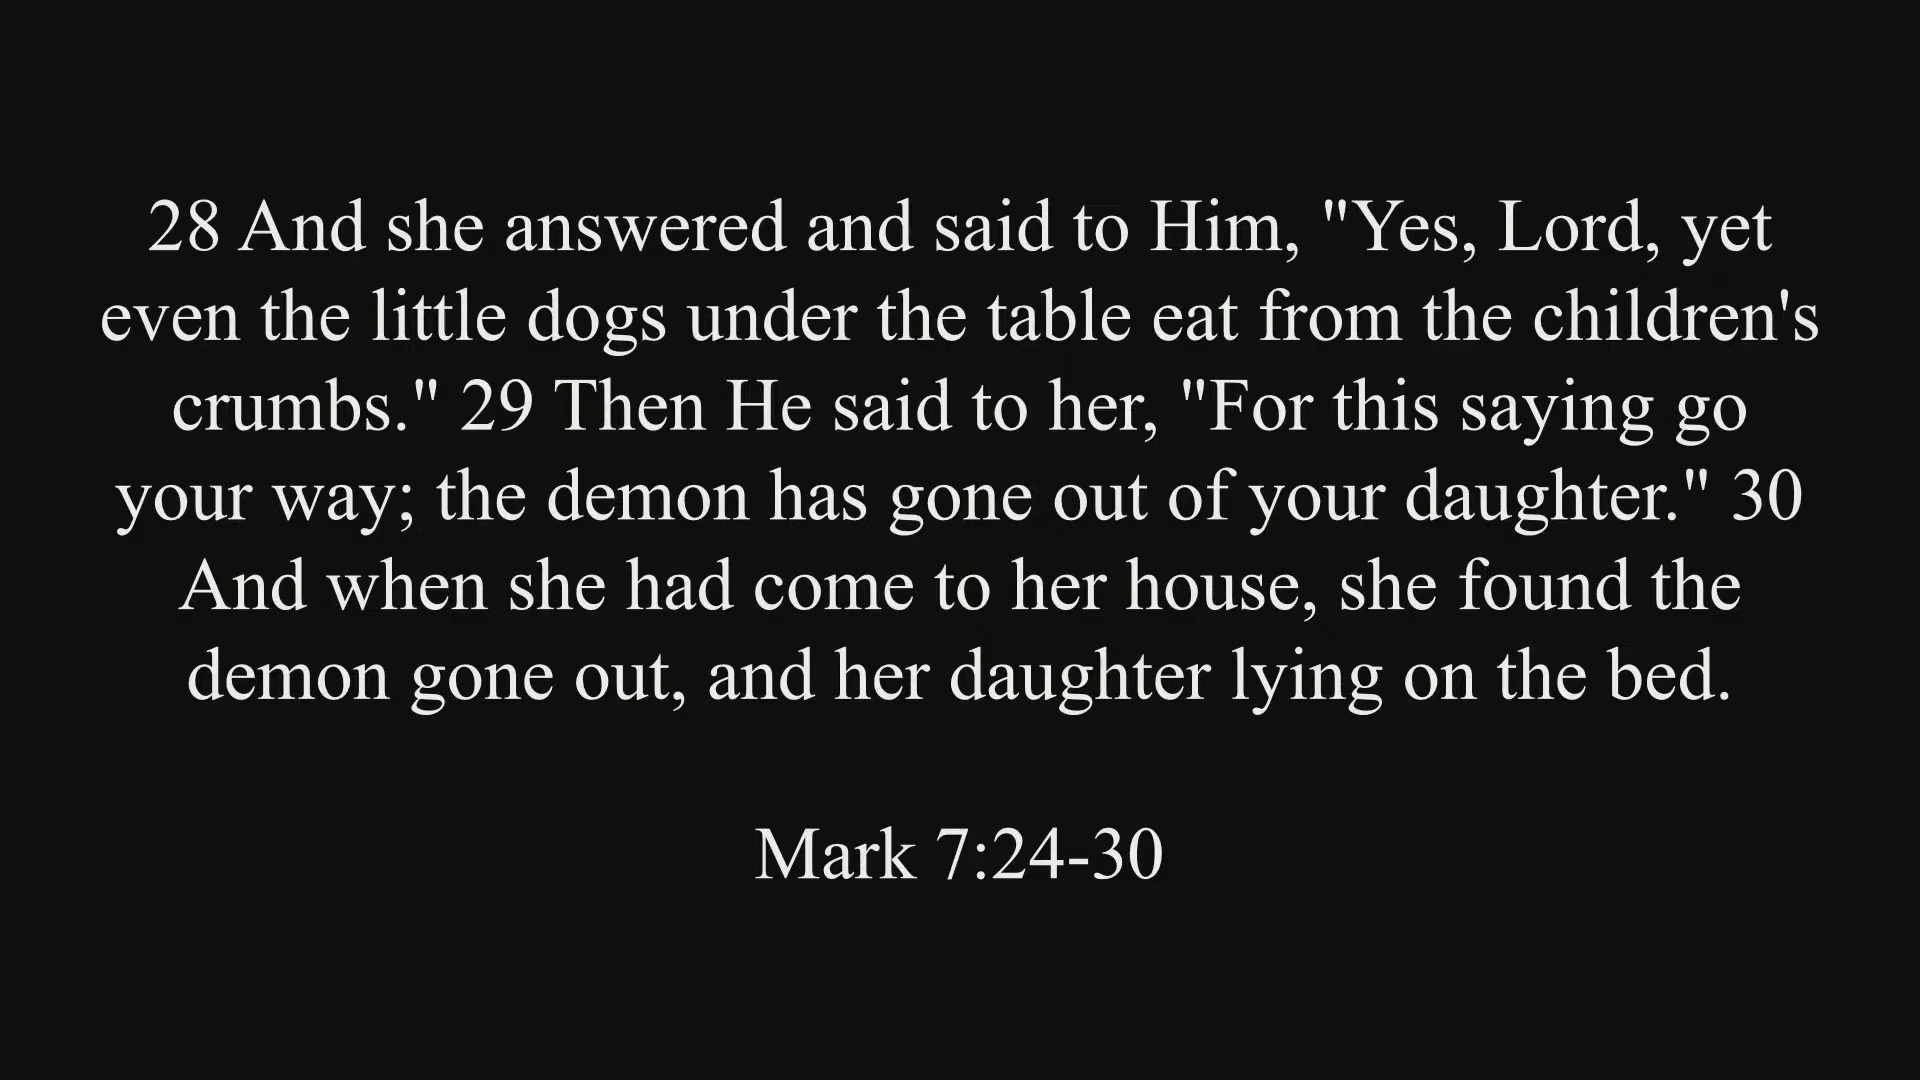 28 And she answered and said to Him, "Yes, Lord, yet
even the little dogs under the table eat from the children's
crumbs." 29 Then He said to her, "For this saying go
your way; the demon has gone out of your daughter." 30
And when she had come to her house, she found the
demon gone out, and her daughter lying on the bed.
Mark 7:24-30